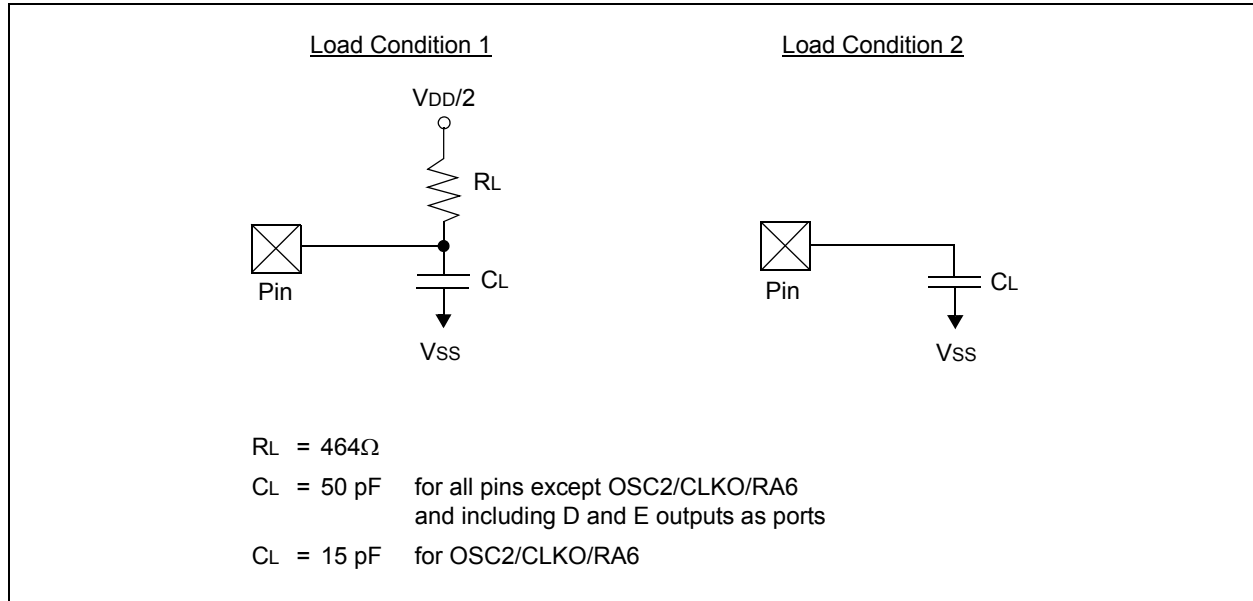 Load Condition 1
Load Condition 2
VDD/2
RL
Pin
CL
VSS
Pin
CL
VSS
RL = 464Ω
CL = 50 pF for all pins except OSC2/CLKO/RA6
and including D and E outputs as ports
CL = 15 pF for OSC2/CLKO/RA6